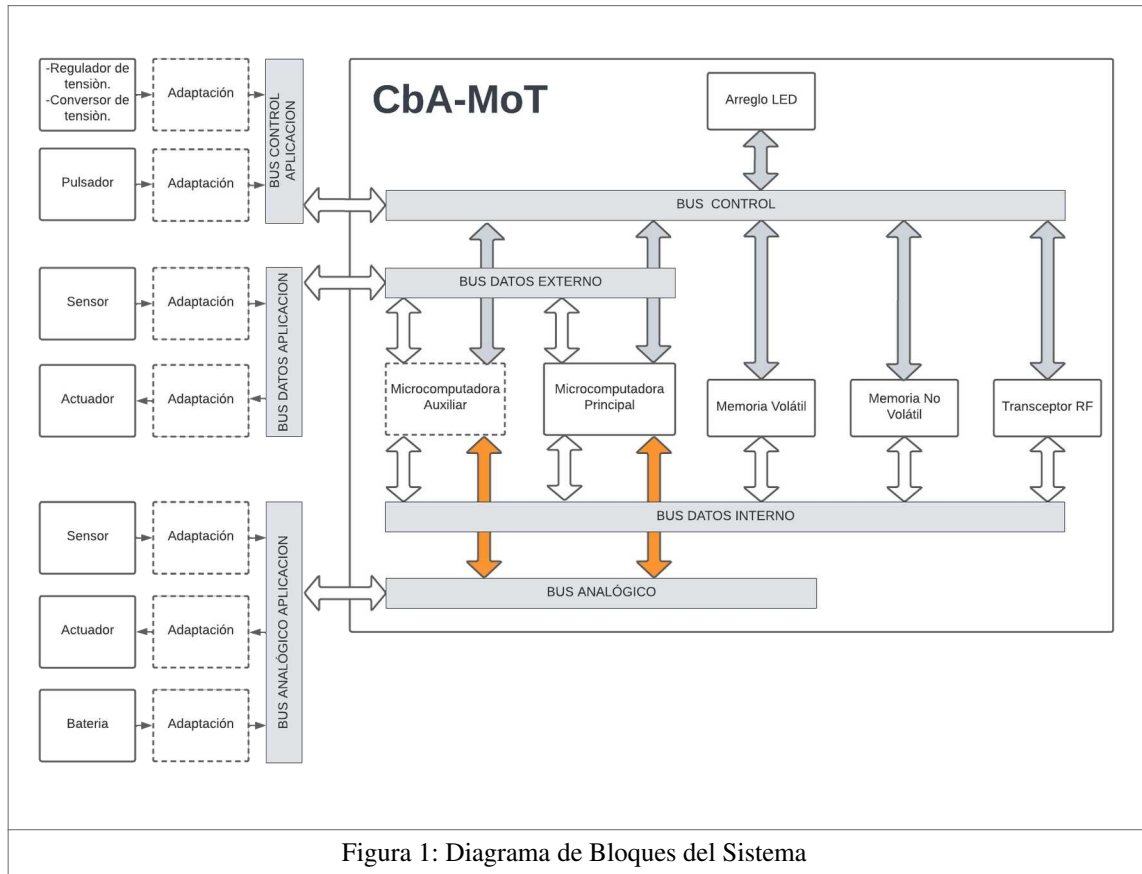 -Regulador de
tensiòn.
-Conversor de
tensiòn.
Adaptación
BUS CONTROL
APLICACION
Pulsador
Adaptación
CbA-MoT
Arreglo LED
BUS CONTROL
Sensor
Adaptación
BUS DATOS APLICACION
Actuador
Adaptación
BUS DATOS EXTERNO
Microcomputadora
Auxiliar
Microcomputadora
Principal
Memoria Volátil
Memoria No
Volátil
Transceptor RF
BUS DATOS INTERNO
Sensor
Adaptación
BUS ANALÓGICO APLICACION
BUS ANALÓGICO
Actuador
Adaptación
Bateria
Adaptación
Figura 1: Diagrama de Bloques del Sistema